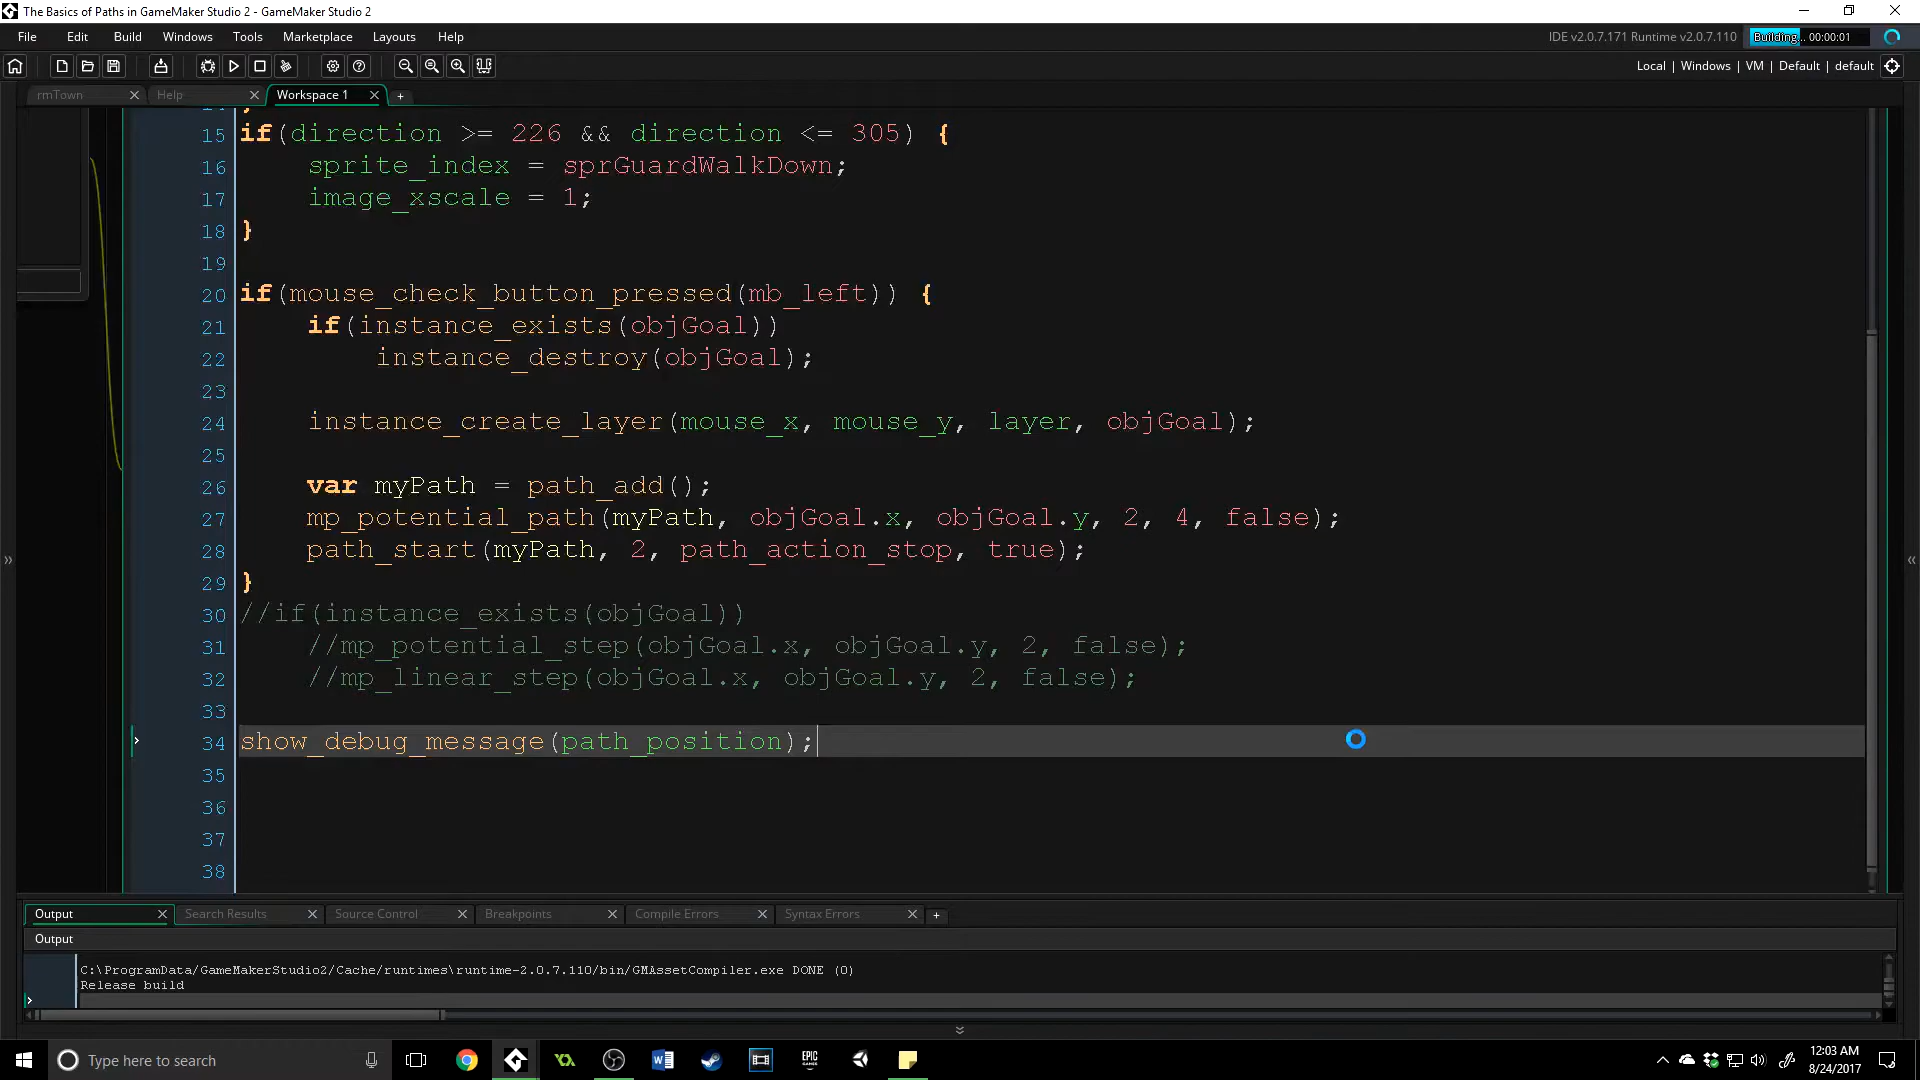 The Basics of Paths in GameMaker Studio 2 - GameMaker Studio 2
File Edit Build Windows Tools Marketplace Layouts Help
IDE v2.0.7.171 Runtime v2.0.7.110 Building... 00:00:01
Local | Windows | VM | Default | default
rmTown Help Workspace 1
15 if(direction >= 226 && direction <= 305) {
16 sprite_index = sprGuardWalkDown;
17 image_xscale = 1;
18 }
19
20 if(mouse_check_button_pressed(mb_left)) {
21 if(instance_exists(objGoal))
22 instance_destroy(objGoal);
23
24 instance_create_layer(mouse_x, mouse_y, layer, objGoal);
25
26 var myPath = path_add();
27 mp_potential_path(myPath, objGoal.x, objGoal.y, 2, 4, false);
28 path_start(myPath, 2, path_action_stop, true);
29 }
30 //if(instance_exists(objGoal))
31 //mp_potential_step(objGoal.x, objGoal.y, 2, false);
32 //mp_linear_step(objGoal.x, objGoal.y, 2, false);
33
34 show_debug_message(path_position);
35
36
37
38
Output Search Results Source Control Breakpoints Compile Errors Syntax Errors
Output
C:\ProgramData/GameMakerStudio2/Cache/runtimes\runtime-2.0.7.110/bin/GMAssetCompiler.exe DONE (0)
Release build
Type here to search
EPIC GAMES
12:03 AM
8/24/2017